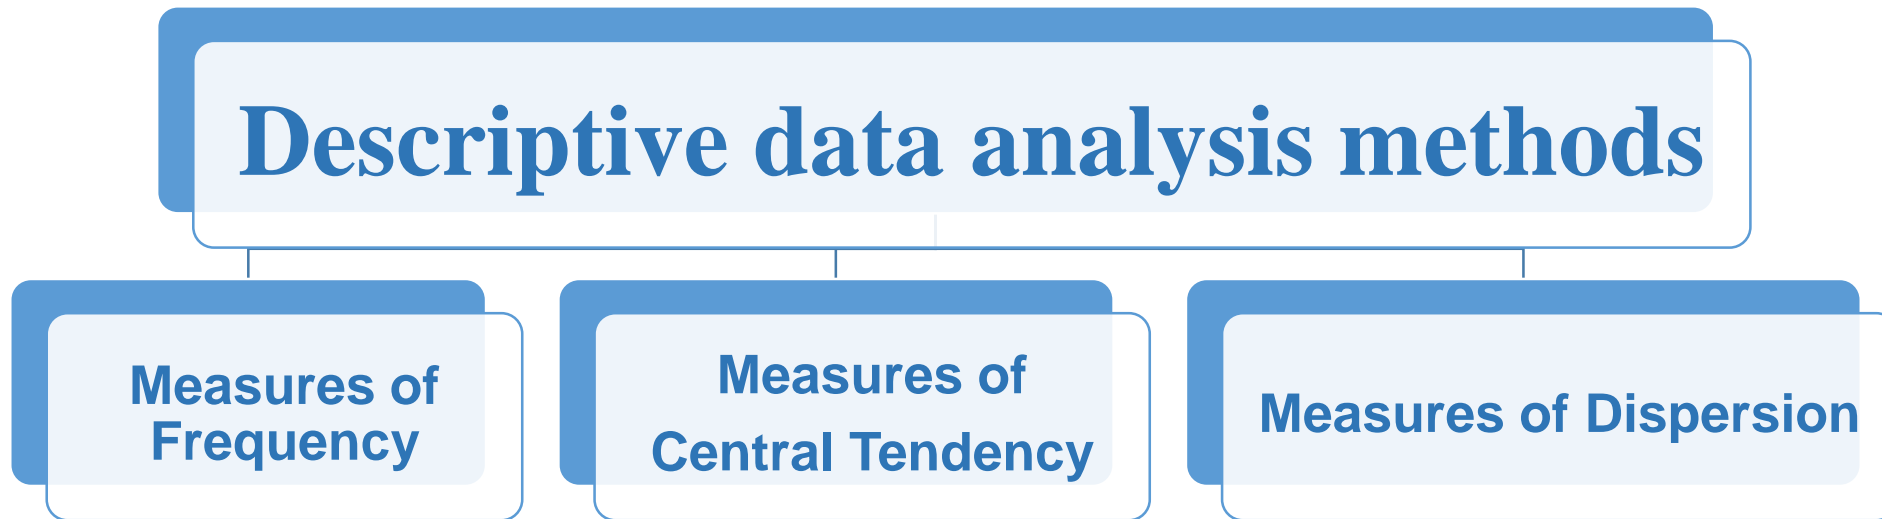 Descriptive data analysis methods
Measures of
Frequency
Measures of
Central Tendency
Measures of Dispersion